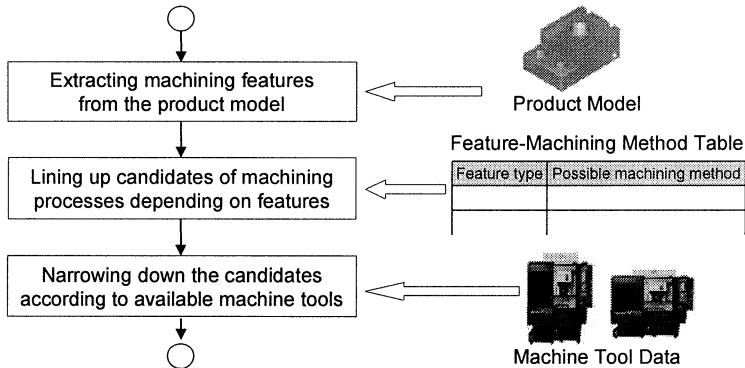 Extracting machining features
from the product model
Product Model
Feature-Machining Method Table
Feature type
Possible machining method
Lining up candidates of machining
processes depending on features
Narrowing down the candidates
according to available machine tools
Machine Tool Data